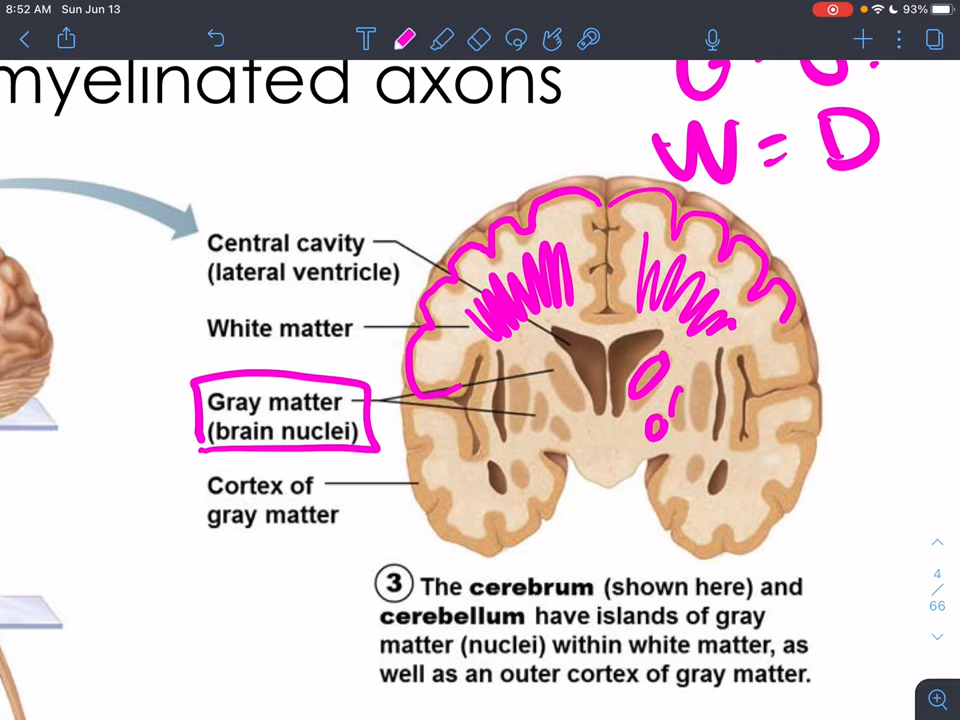 8:52 AM Sun Jun 13
93%
myelinated axons
W = D
Central cavity
(lateral ventricle)
White matter
Gray matter
(brain nuclei)
Cortex of
gray matter
4
/
66
3 The cerebrum (shown here) and
cerebellum have islands of gray
matter (nuclei) within white matter, as
well as an outer cortex of gray matter.